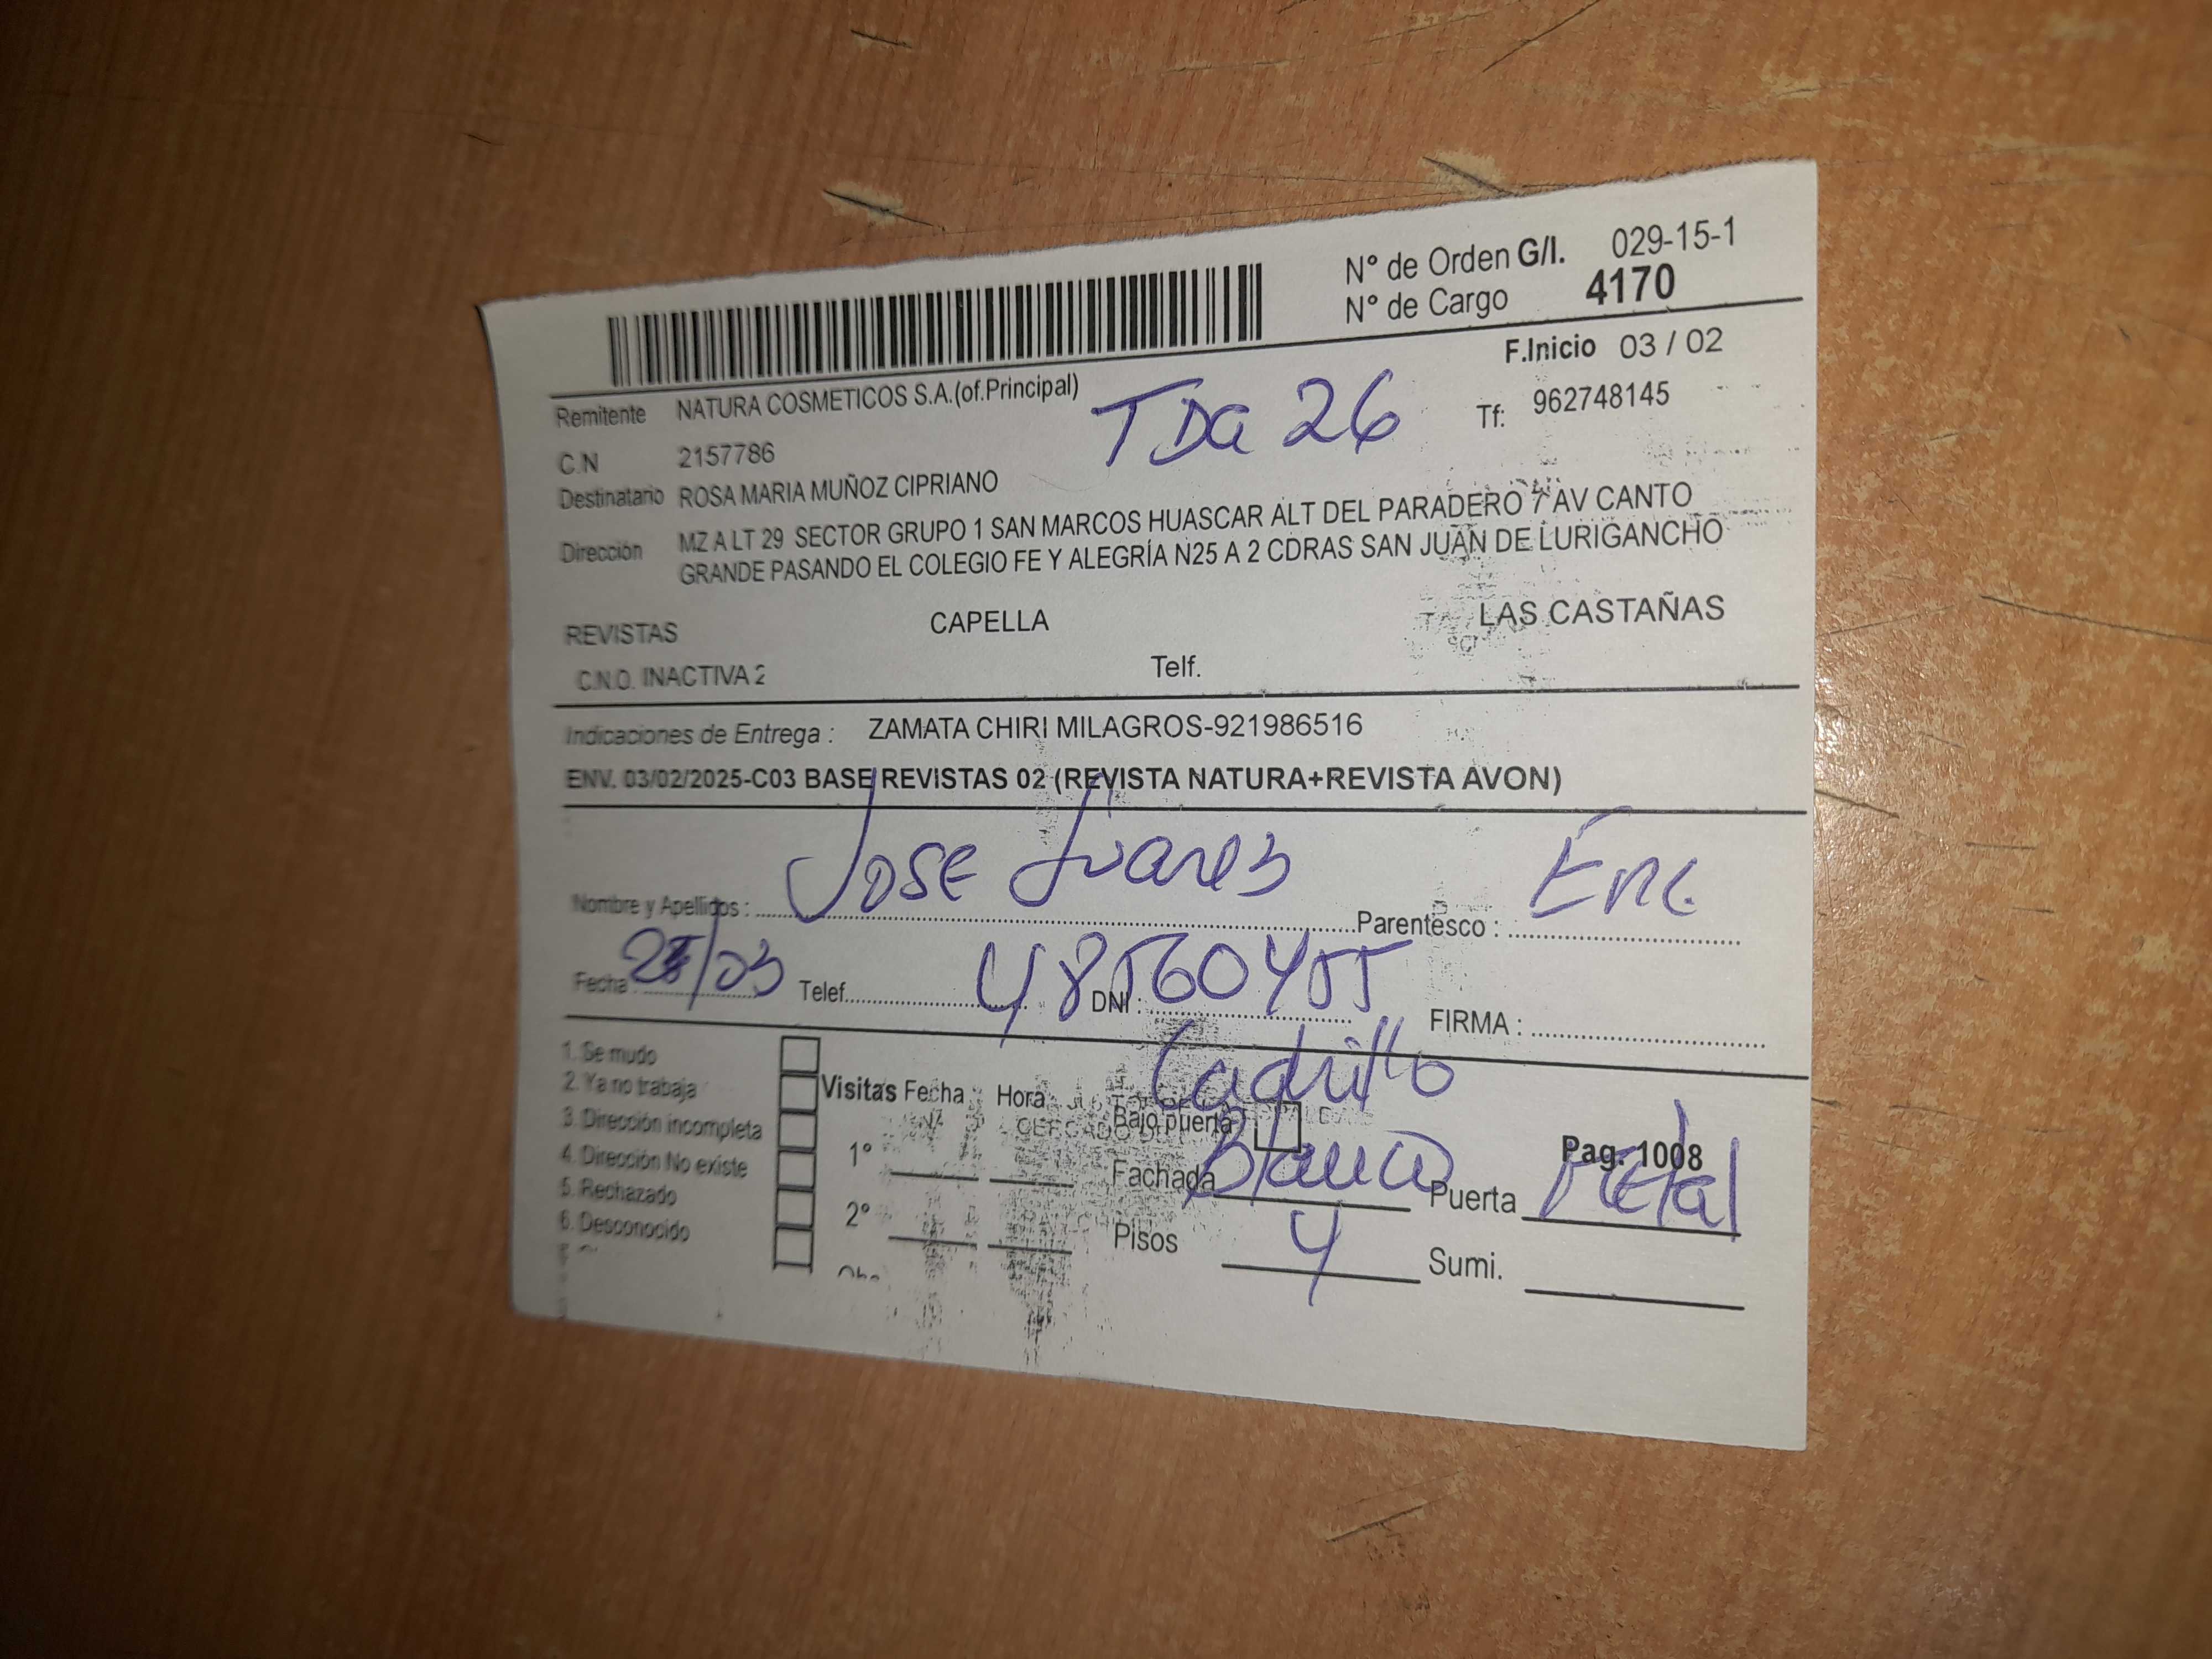 N° de Orden G/I. 029-15-1
N° de Cargo 4170
F.Inicio 03 / 02
Remitente NATURA COSMETICOS S.A.(of.Principal)
TDa 26
Tf: 962748145
C.N 2157786
Destinatario ROSA MARIA MUÑOZ CIPRIANO
Dirección MZ A LT 29 SECTOR GRUPO 1 SAN MARCOS HUASCAR ALT DEL PARADERO 7 AV CANTO
GRANDE PASANDO EL COLEGIO FE Y ALEGRÍA N25 A 2 CDRAS SAN JUAN DE LURIGANCHO
REVISTAS CAPELLA LAS CASTAÑAS
C.N.O. INACTIVA 2 Telf.
Indicaciones de Entrega : ZAMATA CHIRI MILAGROS-921986516
ENV. 03/02/2025-C03 BASE REVISTAS 02 (REVISTA NATURA+REVISTA AVON)
Nombre y Apellidos : Jose Juares Parentesco : Enc
Fecha /03 Telef. DNI : 48560455 FIRMA :
Ladrillo
1. Se mudo
2. Ya no trabaja Visitas Fecha Hora Bajo puerta
3. Dirección incompleta
4. Dirección No existe 1° Fachada Blanco Puerta Metal
Pag. 1008
5. Rechazado
6. Desconocido 2° Pisos 4 Sumi.